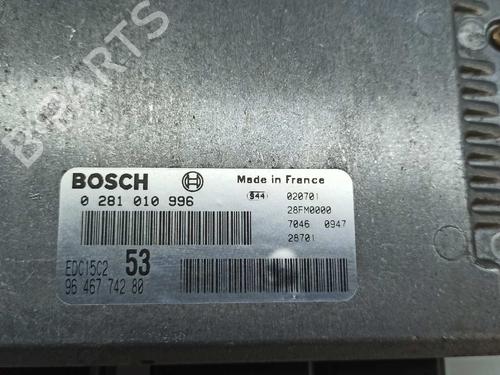 B-PARTS
BOSCH
Made in France
0 281 010 996
S44
020701
28FM0000
7046 0947
28701
EDC15C2
53
96 467 742 80